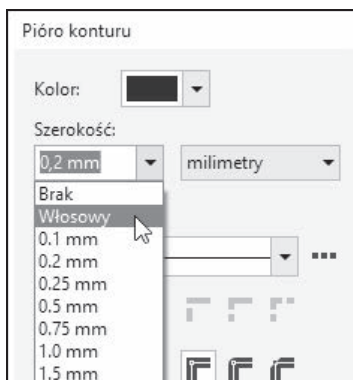 Pióro konturu
Kolor:
Szerokość:
0,2 mm
milimetry
Brak
Włosowy
0.1 mm
0.2 mm
0.25 mm
0.5 mm
0.75 mm
1.0 mm
1.5 mm